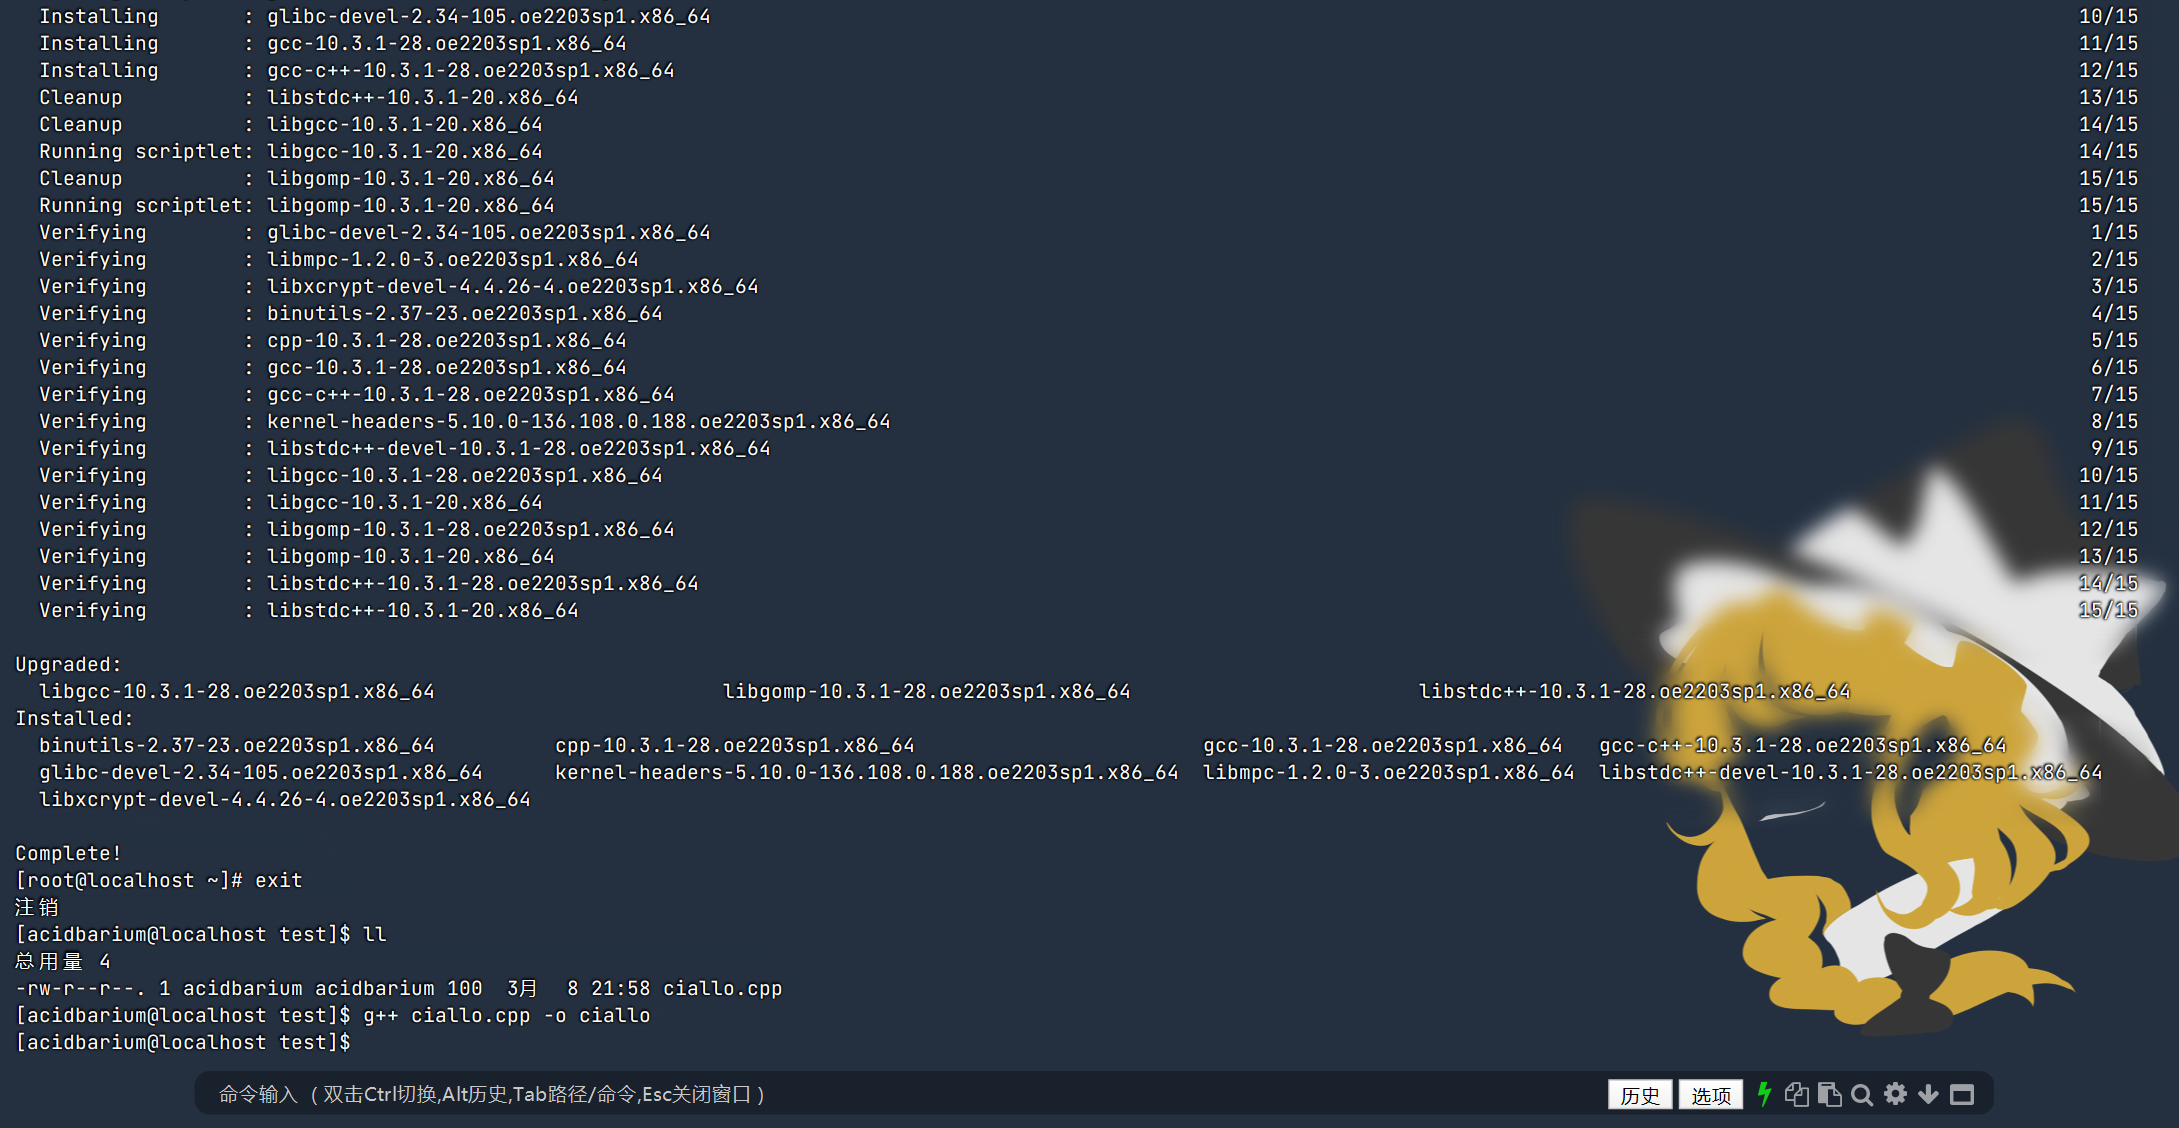 Installing : glibc-devel-2.34-105.oe2203sp1.x86_64 10/15
Installing : gcc-10.3.1-28.oe2203sp1.x86_64 11/15
Installing : gcc-c++-10.3.1-28.oe2203sp1.x86_64 12/15
Cleanup : libstdc++-10.3.1-20.x86_64 13/15
Cleanup : libgcc-10.3.1-20.x86_64 14/15
Running scriptlet: libgcc-10.3.1-20.x86_64 14/15
Cleanup : libgomp-10.3.1-20.x86_64 15/15
Running scriptlet: libgomp-10.3.1-20.x86_64 15/15
Verifying : glibc-devel-2.34-105.oe2203sp1.x86_64 1/15
Verifying : libmpc-1.2.0-3.oe2203sp1.x86_64 2/15
Verifying : libxcrypt-devel-4.4.26-4.oe2203sp1.x86_64 3/15
Verifying : binutils-2.37-23.oe2203sp1.x86_64 4/15
Verifying : cpp-10.3.1-28.oe2203sp1.x86_64 5/15
Verifying : gcc-10.3.1-28.oe2203sp1.x86_64 6/15
Verifying : gcc-c++-10.3.1-28.oe2203sp1.x86_64 7/15
Verifying : kernel-headers-5.10.0-136.108.0.188.oe2203sp1.x86_64 8/15
Verifying : libstdc++-devel-10.3.1-28.oe2203sp1.x86_64 9/15
Verifying : libgcc-10.3.1-28.oe2203sp1.x86_64 10/15
Verifying : libgcc-10.3.1-20.x86_64 11/15
Verifying : libgomp-10.3.1-28.oe2203sp1.x86_64 12/15
Verifying : libgomp-10.3.1-20.x86_64 13/15
Verifying : libstdc++-10.3.1-28.oe2203sp1.x86_64 14/15
Verifying : libstdc++-10.3.1-20.x86_64 15/15
Upgraded:
libgcc-10.3.1-28.oe2203sp1.x86_64 libgomp-10.3.1-28.oe2203sp1.x86_64 libstdc++-10.3.1-28.oe2203sp1.x86_64
Installed:
binutils-2.37-23.oe2203sp1.x86_64 cpp-10.3.1-28.oe2203sp1.x86_64 gcc-10.3.1-28.oe2203sp1.x86_64 gcc-c++-10.3.1-28.oe2203sp1.x86_64
glibc-devel-2.34-105.oe2203sp1.x86_64 kernel-headers-5.10.0-136.108.0.188.oe2203sp1.x86_64 libmpc-1.2.0-3.oe2203sp1.x86_64 libstdc++-devel-10.3.1-28.oe2203sp1.x86_64
libxcrypt-devel-4.4.26-4.oe2203sp1.x86_64
Complete!
[root@localhost ~]# exit
注销
[acidbarium@localhost test]$ ll
总用量 4
-rw-r--r--. 1 acidbarium acidbarium 100 3月 8 21:58 ciallo.cpp
[acidbarium@localhost test]$ g++ ciallo.cpp -o ciallo
[acidbarium@localhost test]$
命令输入 (双击Ctrl切换,Alt历史,Tab路径/命令,Esc关闭窗口) 历史 选项